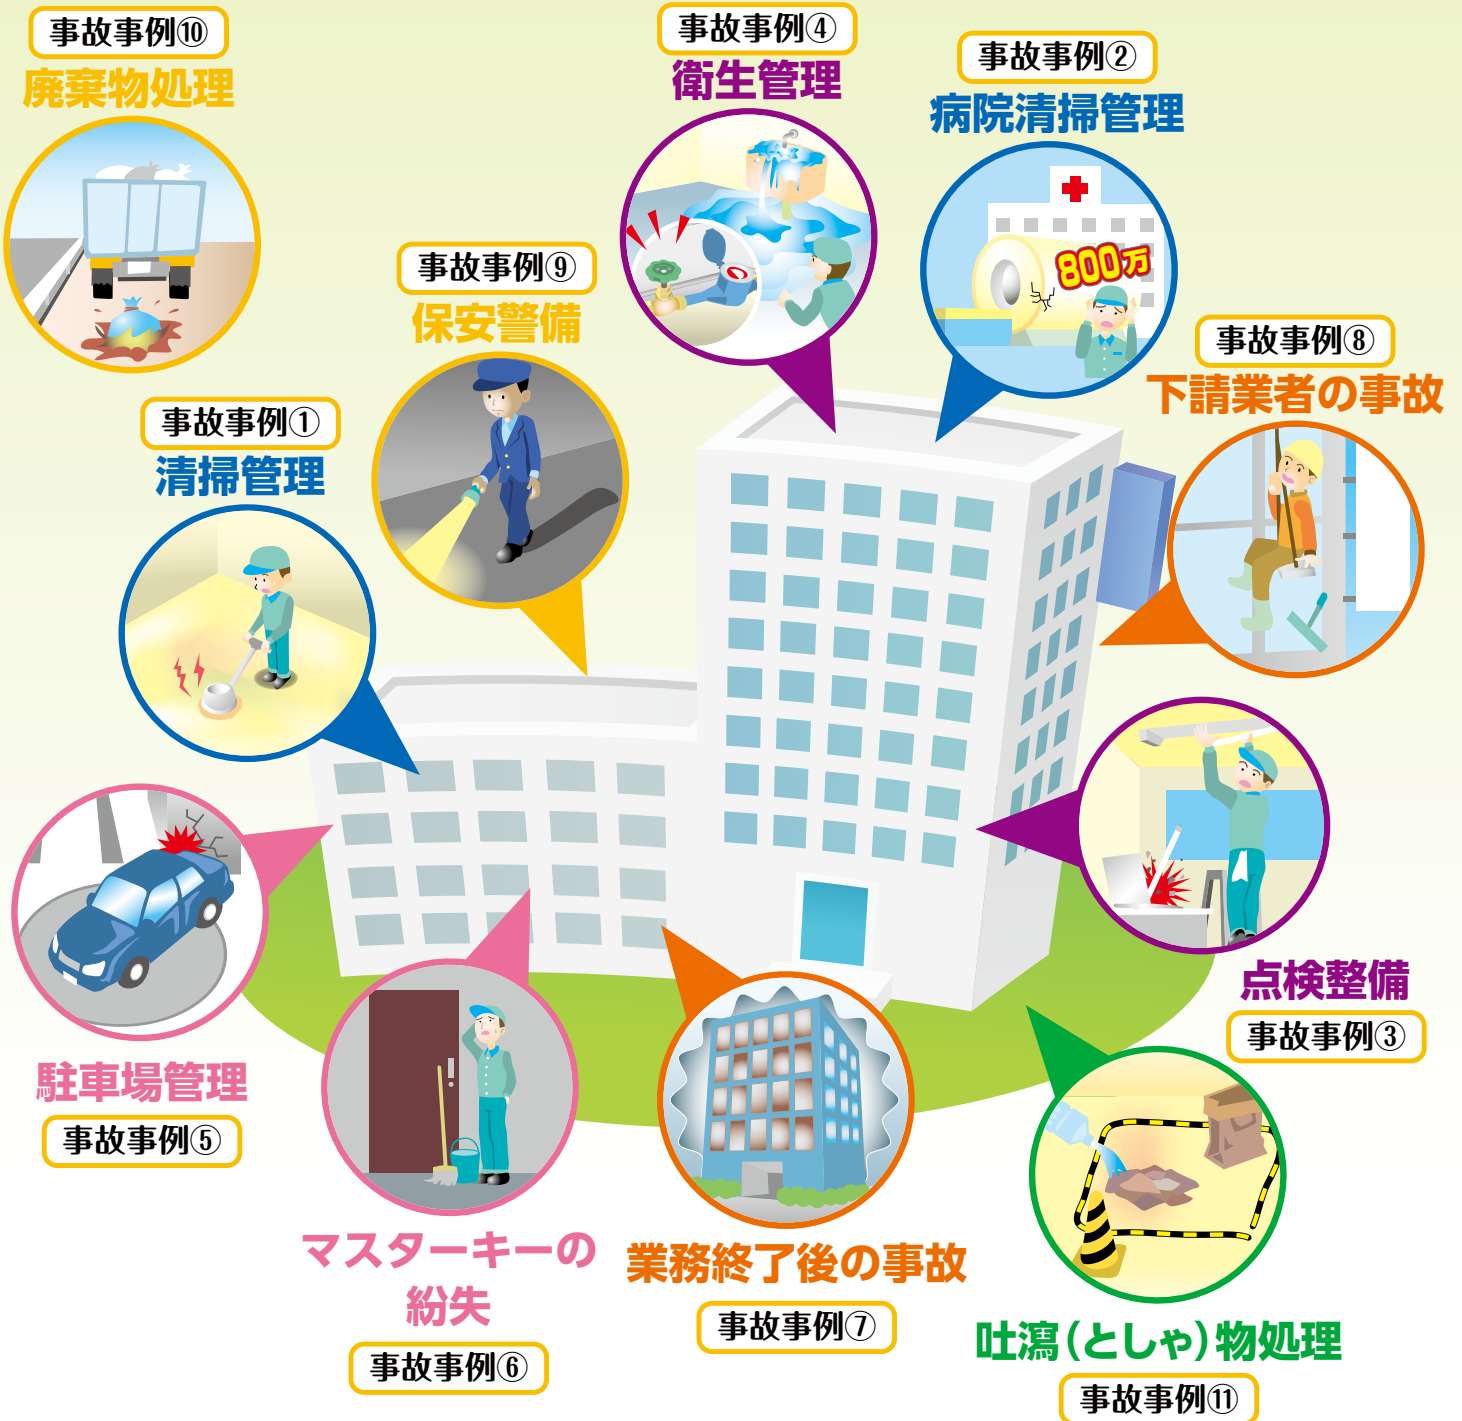 事故事例⑩
廃棄物処理
事故事例④
衛生管理
事故事例②
病院清掃管理
800万
事故事例⑨
保安警備
事故事例⑧
下請業者の事故
事故事例①
清掃管理
点検整備
事故事例③
駐車場管理
事故事例⑤
マスターキーの
紛失
事故事例⑥
業務終了後の事故
事故事例⑦
吐瀉(としゃ)物処理
事故事例⑪